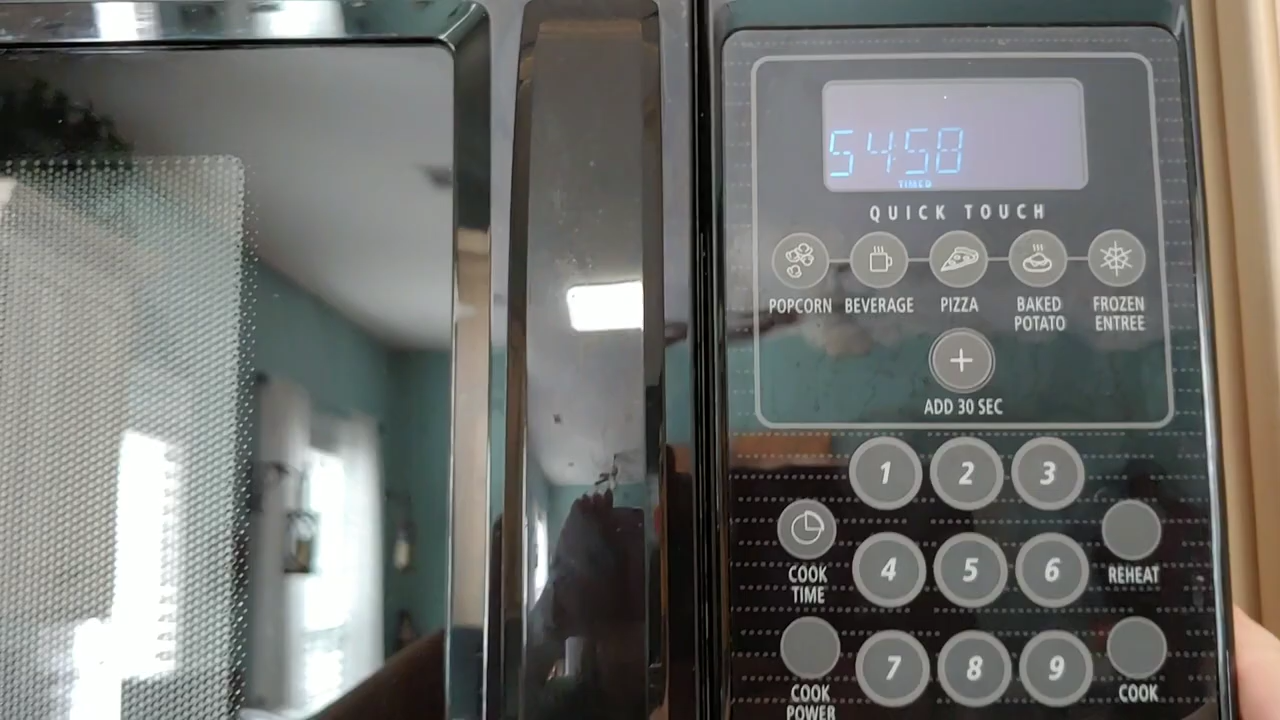 5458
TIMER
QUICK TOUCH
POPCORN BEVERAGE PIZZA BAKED POTATO FROZEN ENTREE
+
ADD 30 SEC
1 2 3
COOK TIME
4 5 6
REHEAT
7 8 9
COOK POWER
COOK